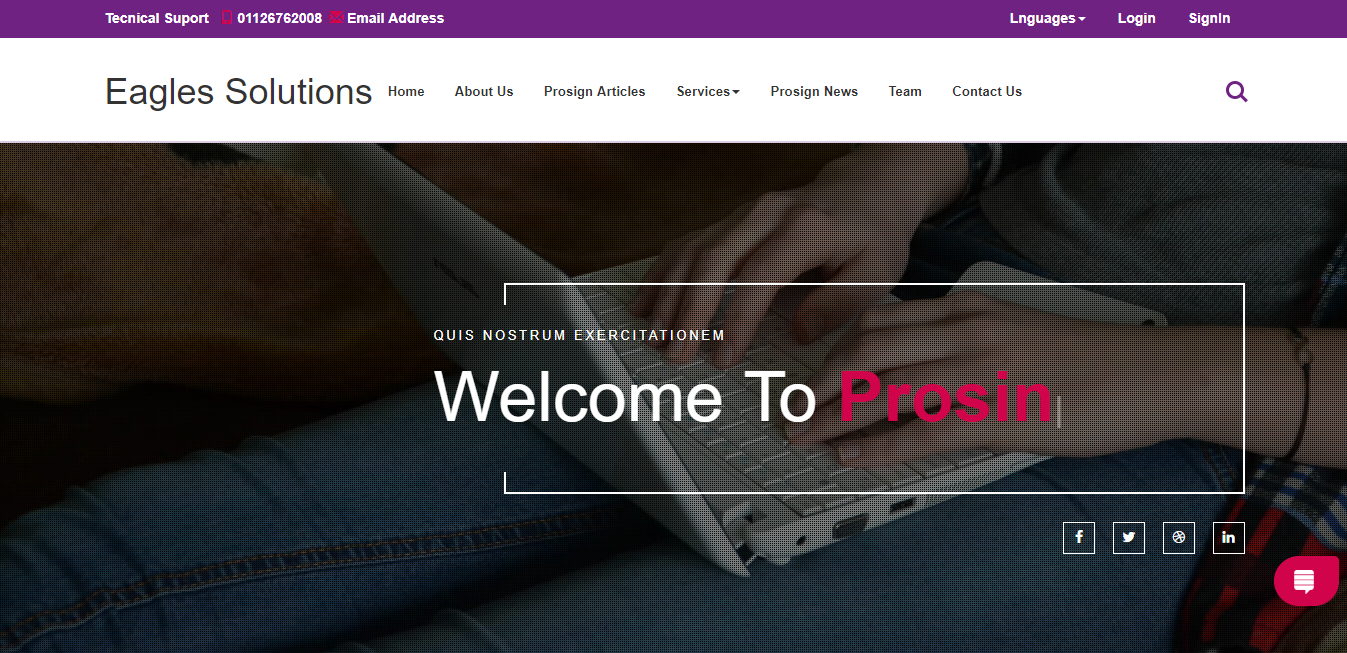 Tecnical Suport 01126762008 Email Address Lnguages Login SignIn
Eagles Solutions Home About Us Prosign Articles Services Prosign News Team Contact Us
QUIS NOSTRUM EXERCITATIONEM
Welcome To Prosin